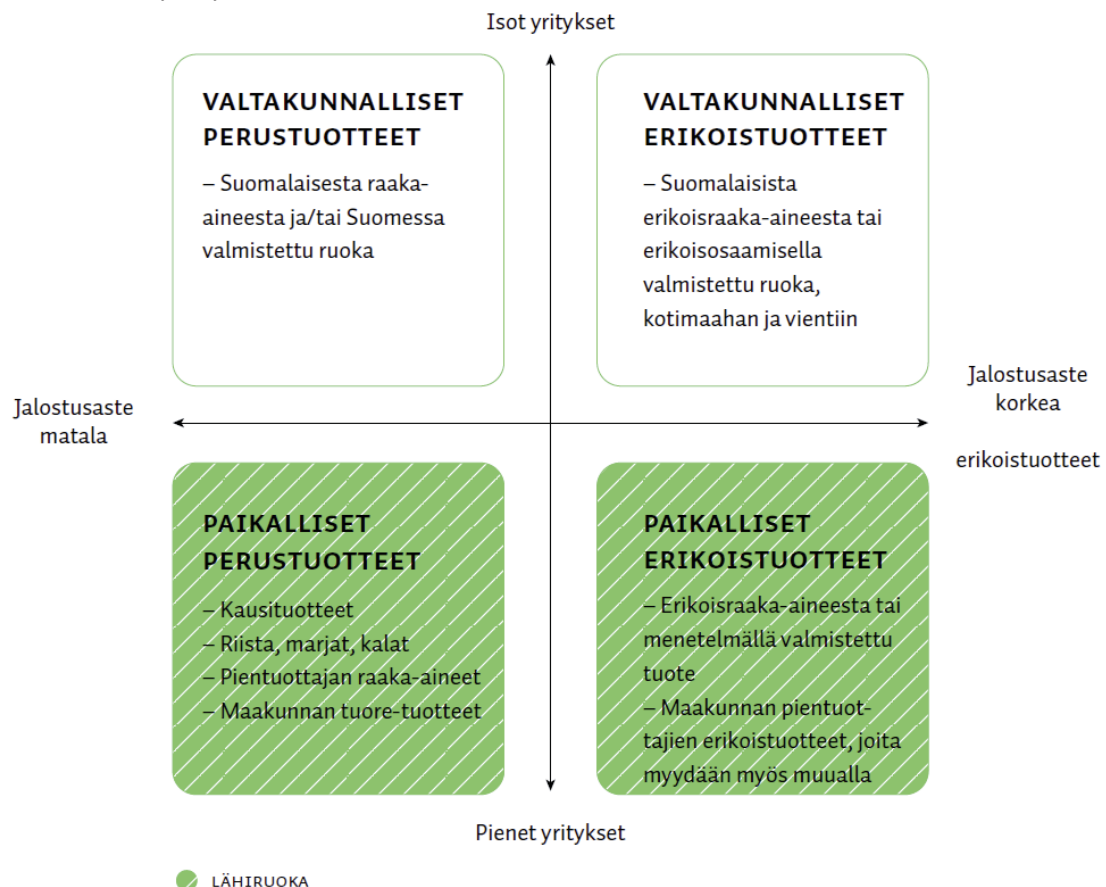 Isot yritykset
VALTAKUNNALLISET
PERUSTUOTTEET
– Suomalaisesta raaka-
aineesta ja/tai Suomessa
valmistettu ruoka
VALTAKUNNALLISET
ERIKOISTUOTTEET
– Suomalaisista
erikoisraaka-aineesta tai
erikoisosaamisella
valmistettu ruoka,
kotimaahan ja vientiin
Jalostusaste
matala
Jalostusaste
korkea
erikoistuotteet
PAIKALLISET
PERUSTUOTTEET
– Kausituotteet
– Riista, marjat, kalat
– Pientuottajan raaka-aineet
– Maakunnan tuore-tuotteet
PAIKALLISET
ERIKOISTUOTTEET
– Erikoisraaka-aineesta tai
menetelmällä valmistettu
tuote
– Maakunnan pientuot-
tajien erikoistuotteet, joita
myydään myös muualla
Pienet yritykset
LÄHIRUOKA